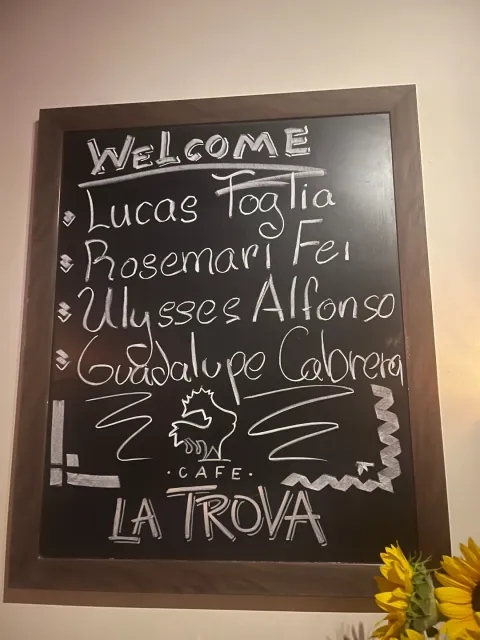 WELCOME
Lucas Foglia
Rosemari Fei
Ulysses Alfonso
Guadalupe Cabrera
·CAFE·
LA TROVA